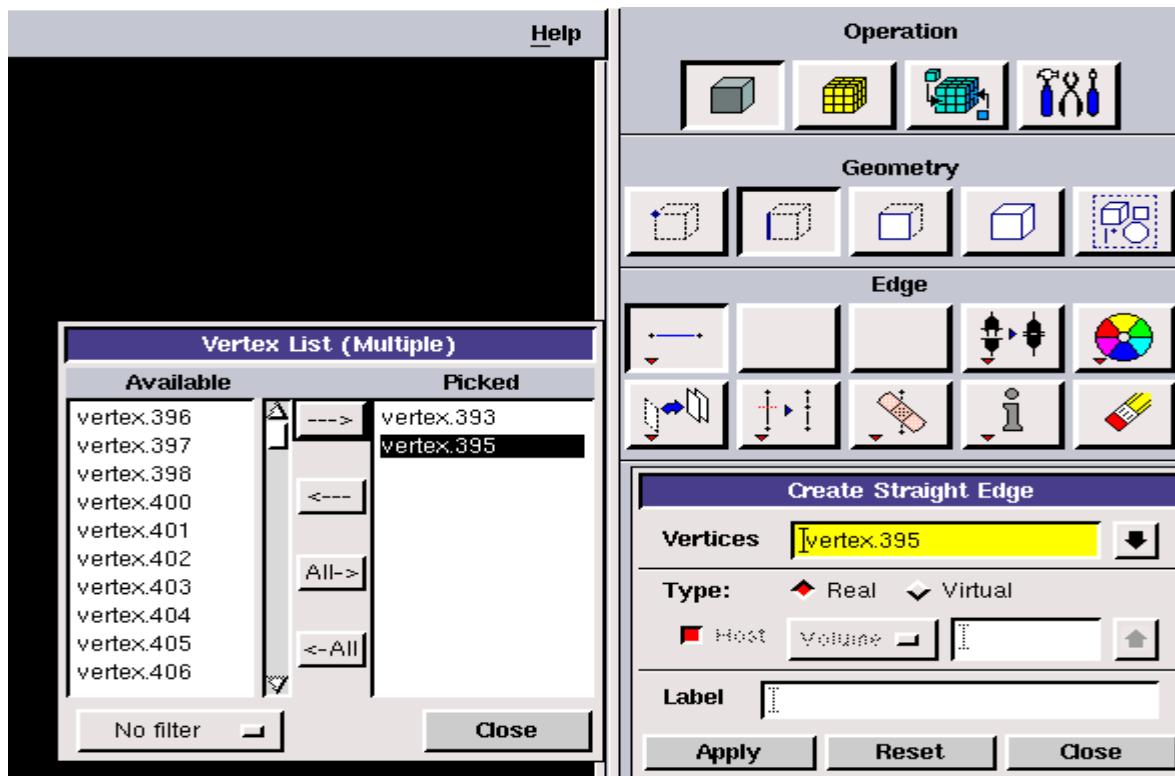 Help
Operation
Geometry
Edge
Vertex List (Multiple)
Available
Picked
vertex.396
vertex.397
vertex.398
vertex.400
vertex.401
vertex.402
vertex.403
vertex.404
vertex.405
vertex.406
--->
<---
All->
<-All
vertex.393
vertex.395
No filter
Close
Create Straight Edge
Vertices vertex.395
Type: Real Virtual
Host Volume
Label
Apply Reset Close